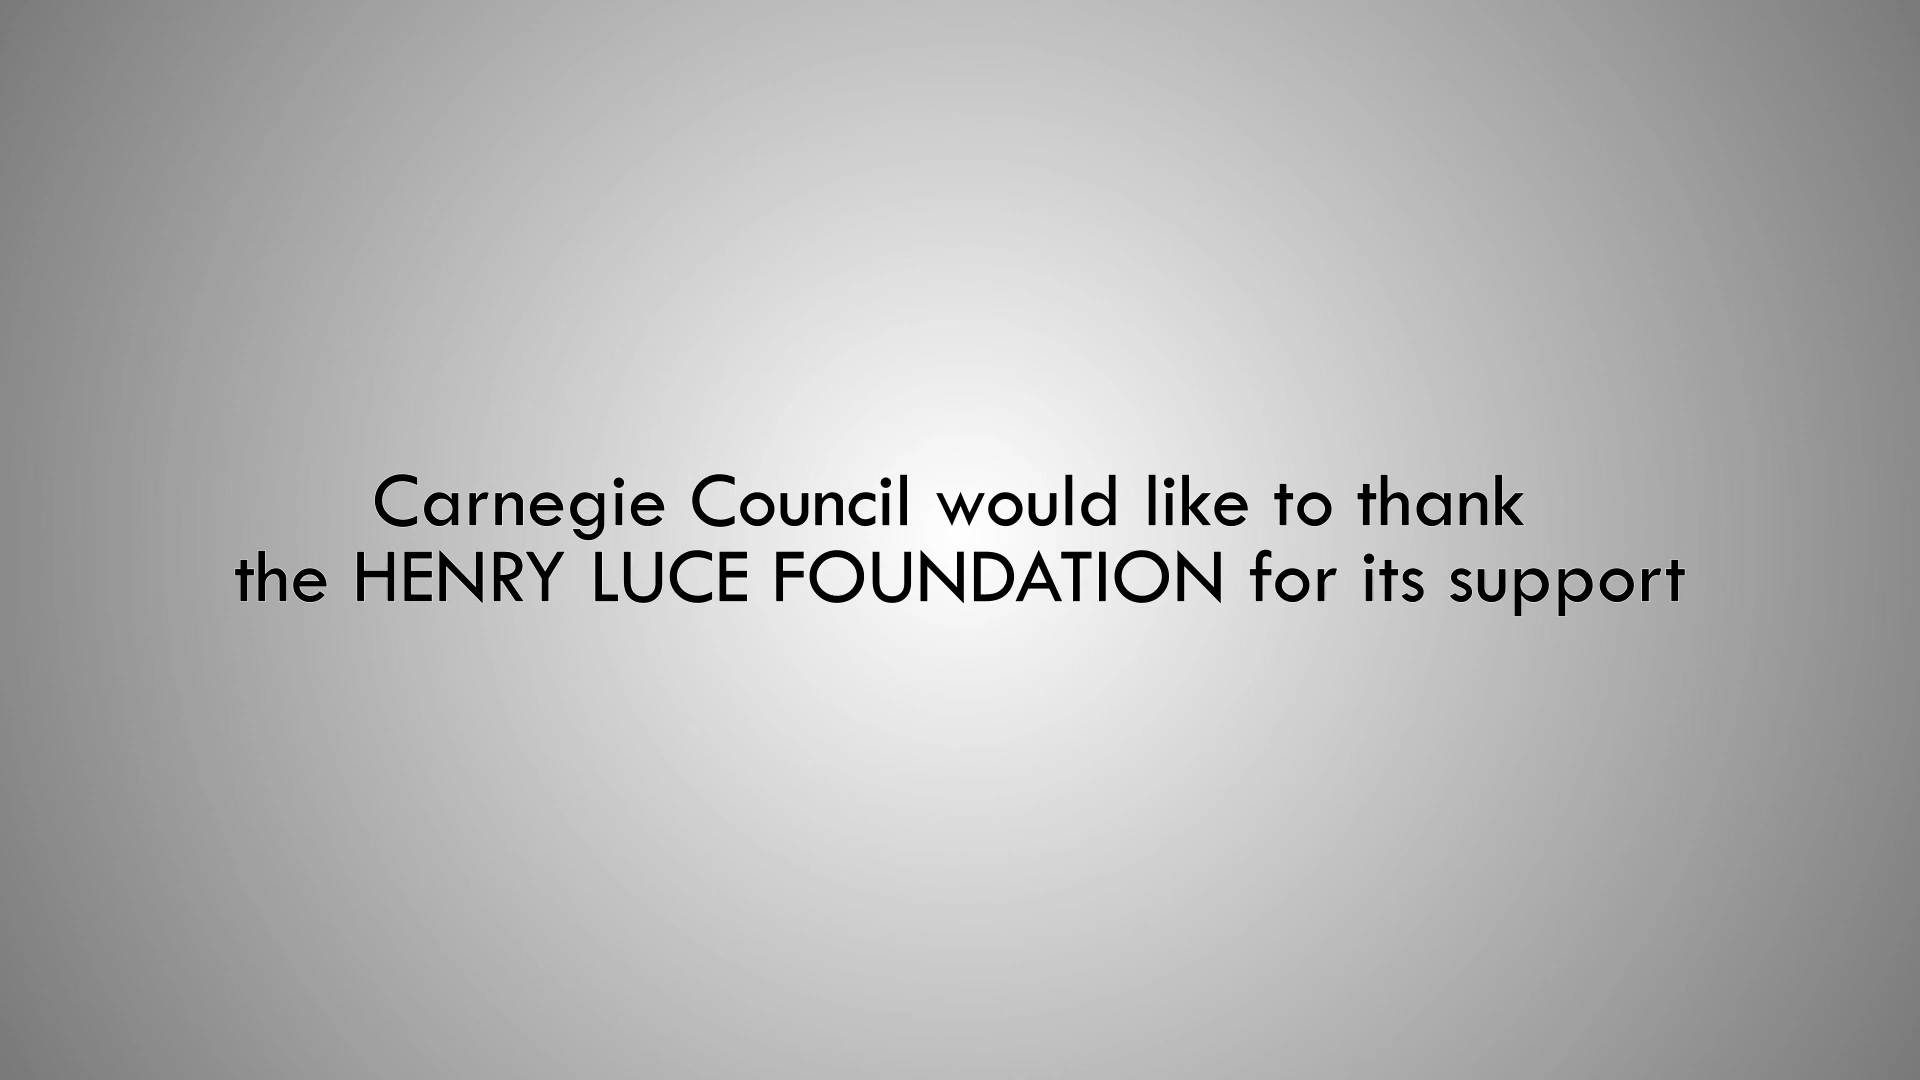 Carnegie Council would like to thank
the HENRY LUCE FOUNDATION for its support